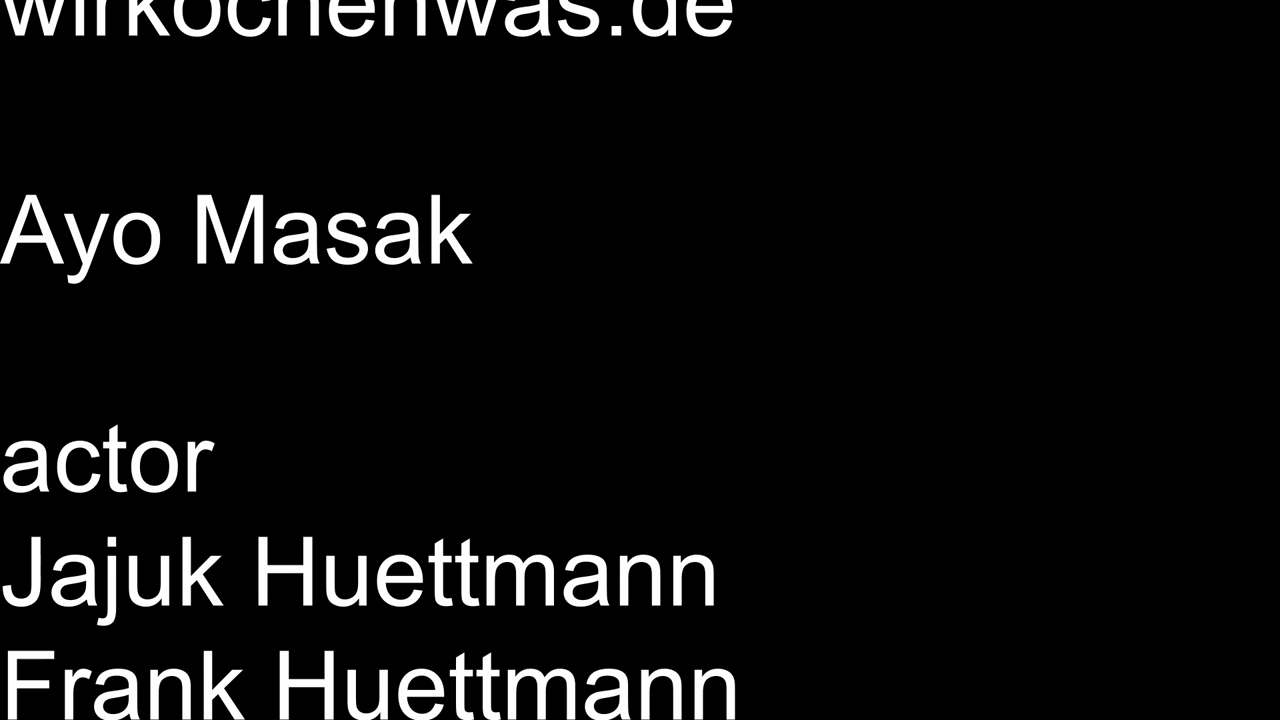 wirkochenwas.de
Ayo Masak
actor
Jajuk Huettmann
Frank Huettmann